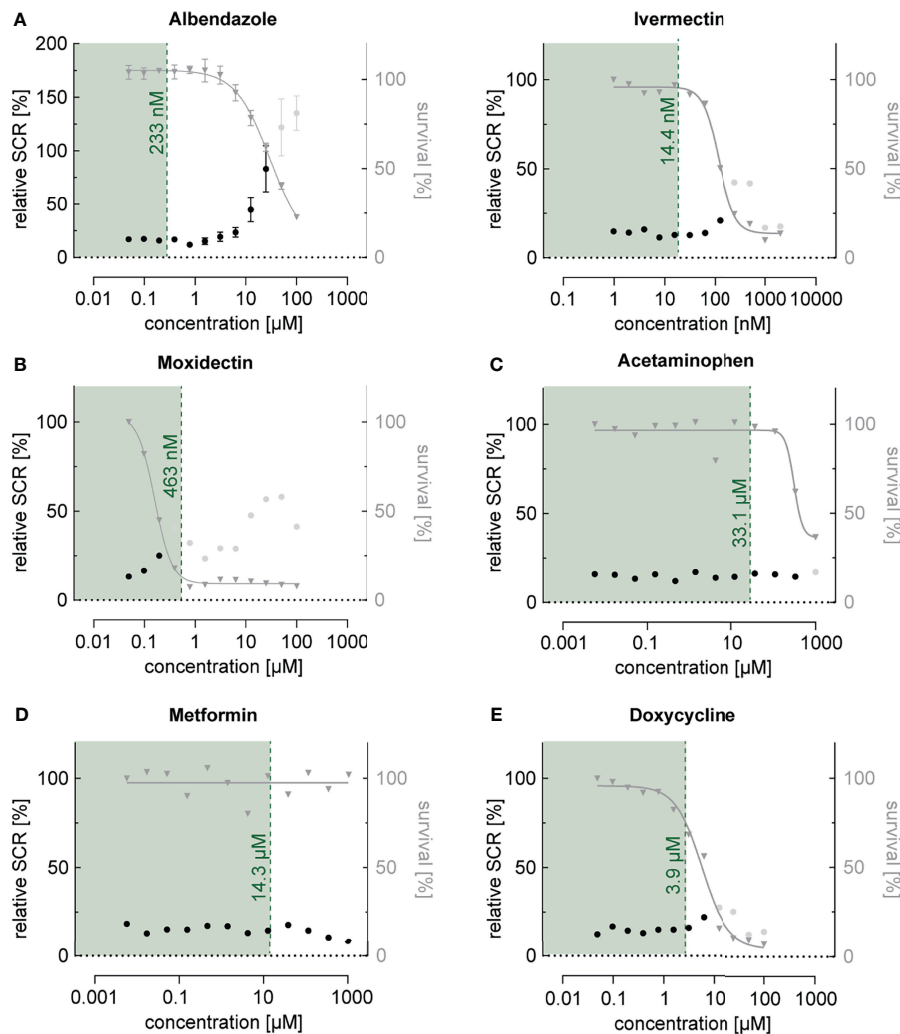 A
Albendazole
200
150
100
50
0
relative SCR [%]
233 nM
100
50
0
survival [%]
0.01 0.1 1 10 100 1000
concentration [µM]
Ivermectin
100
50
0
relative SCR [%]
14.4 nM
100
50
0
survival [%]
0.1 1 10 100 1000 10000
concentration [nM]
B
Moxidectin
100
50
0
relative SCR [%]
463 nM
100
50
0
survival [%]
0.01 0.1 1 10 100 1000
concentration [µM]
C
Acetaminophen
100
50
0
relative SCR [%]
33.1 µM
100
50
0
survival [%]
0.001 0.1 10 1000
concentration [µM]
D
Metformin
100
50
0
relative SCR [%]
14.3 µM
100
50
0
survival [%]
0.001 0.1 10 1000
concentration [µM]
E
Doxycycline
100
50
0
relative SCR [%]
3.9 µM
100
50
0
survival [%]
0.01 0.1 1 10 100 1000
concentration [µM]